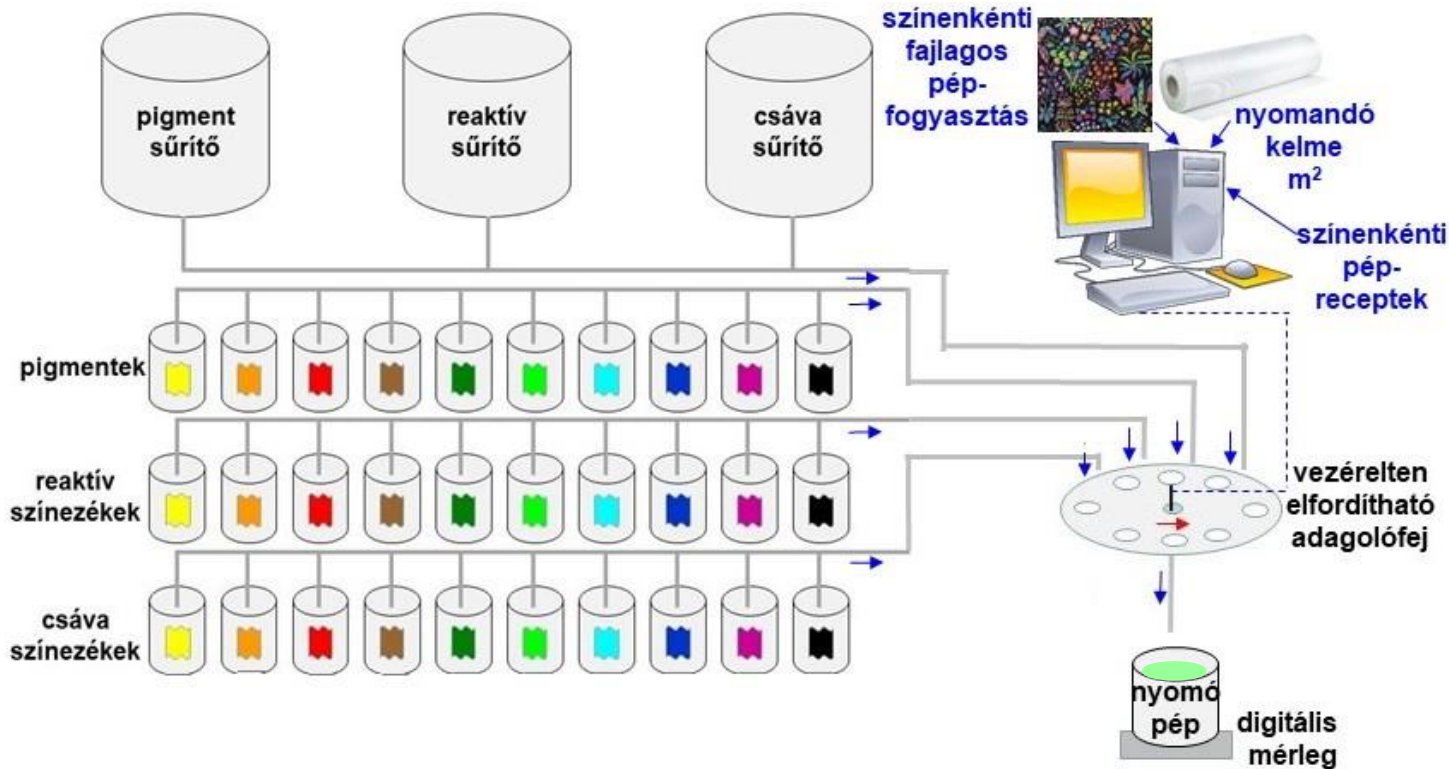 pigment
sűrítő
reaktív
sűrítő
csáva
sűrítő
színenkénti
fajlagos
pép-
fogyasztás
nyomandó
kelme
m²
színenkénti
pép-
receptek
pigmentek
reaktív
színezékek
csáva
színezékek
vezérelten
elfordítható
adagolófej
nyomó
pép
digitális
mérleg